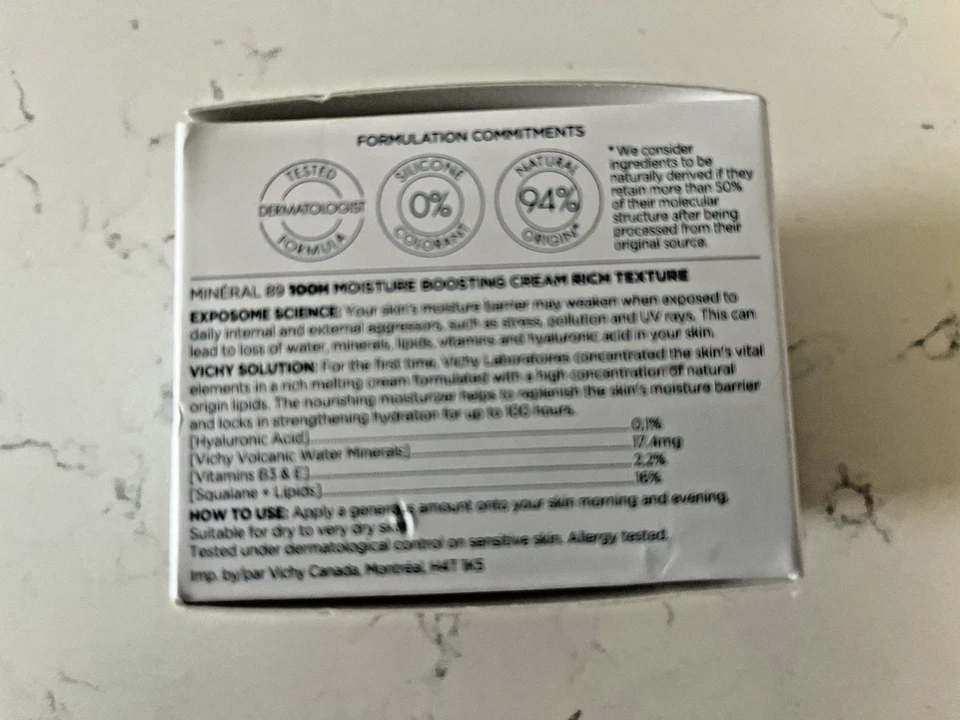 FORMULATION COMMITMENTS
TESTED
DERMATOLOGIST
FORMULA
SILICONE
0%
COLORANT
NATURAL
94%
ORIGIN*
* We consider
ingredients to be
naturally derived if they
retain more than 50%
of their molecular
structure after being
processed from their
original source.
MINÉRAL 89 100H MOISTURE BOOSTING CREAM RICH TEXTURE
EXPOSOME SCIENCE: Your skin's moisture barrier may weaken when exposed to
daily internal and external aggressors, such as stress, pollution and UV rays. This can
lead to loss of water, minerals, lipids, vitamins and hyaluronic acid in your skin.
VICHY SOLUTION: For the first time, Vichy Laboratoires concentrated the skin's vital
elements in a rich melting cream formulated with a high concentration of natural
origin lipids. The nourishing moisturizer helps to replenish the skin's moisture barrier
and locks in strengthening hydration for up to 100 hours.
[Hyaluronic Acid] 0,1%
[Vichy Volcanic Water Minerals] 17.4mg
[Vitamins B3 & E] 2.2%
[Squalane + Lipids] 16%
HOW TO USE: Apply a amount onto your skin morning and evening.
Suitable for dry to very dry
Tested under dermatological control on sensitive skin. Allergy tested.
Imp. by/par Vichy Canada, Montréal, H4T 1K5